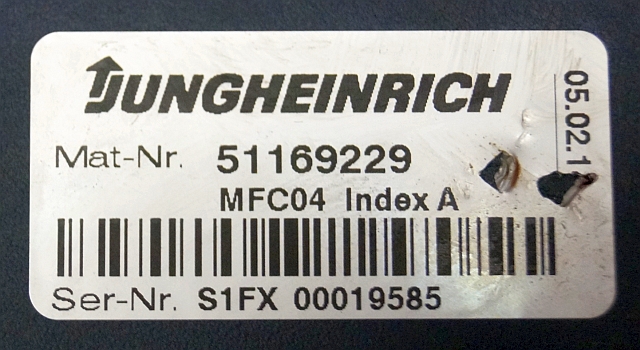 JUNGHEINRICH
Mat-Nr. 51169229
MFC04 Index A
Ser-Nr. S1FX 00019585
05.02.1